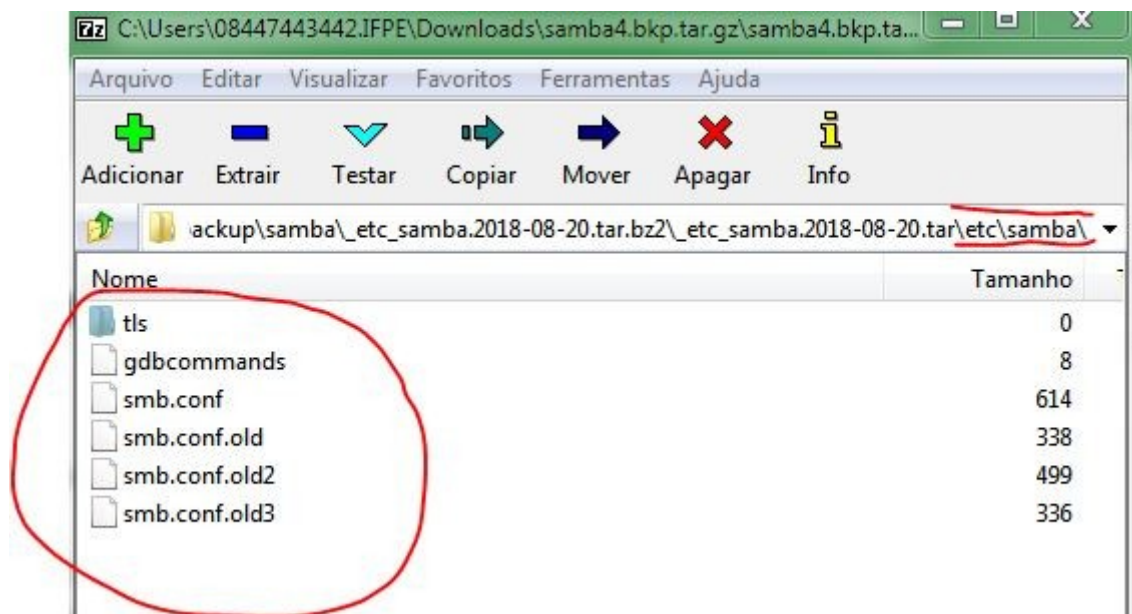 7z C:\Users\08447443442.IFPE\Downloads\samba4.bkp.tar.gz\samba4.bkp.ta...
Arquivo Editar Visualizar Favoritos Ferramentas Ajuda
Adicionar Extrair Testar Copiar Mover Apagar Info
ackup\samba\_etc_samba.2018-08-20.tar.bz2\_etc_samba.2018-08-20.tar\etc\samba\
Nome Tamanho
tls 0
gdbcommands 8
smb.conf 614
smb.conf.old 338
smb.conf.old2 499
smb.conf.old3 336